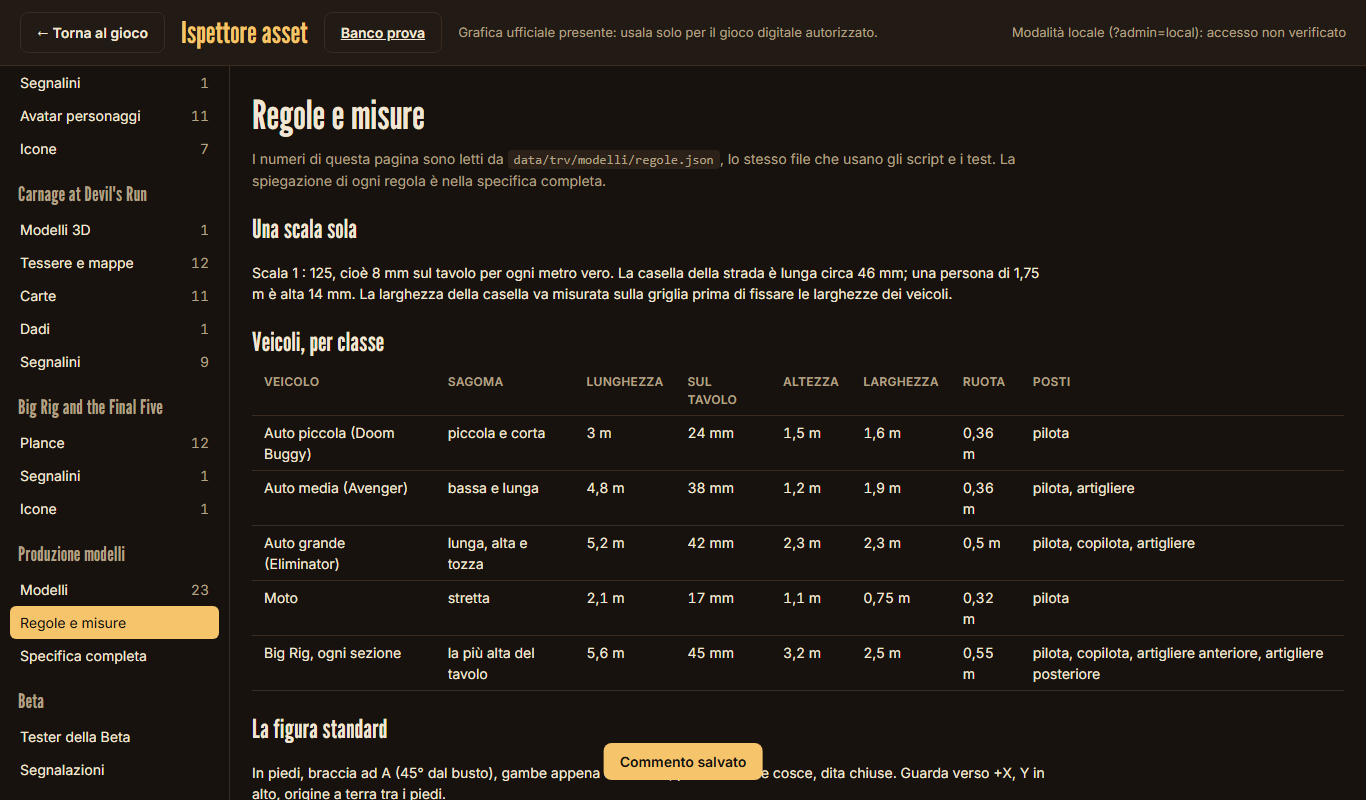 ← Torna al gioco
Ispettore asset
Banco prova
Grafica ufficiale presente: usala solo per il gioco digitale autorizzato.
Modalità locale (?admin=local): accesso non verificato
Segnalini 1
Avatar personaggi 11
Icone 7
Carnage at Devil's Run
Modelli 3D 1
Tessere e mappe 12
Carte 11
Dadi 1
Segnalini 9
Big Rig and the Final Five
Plance 12
Segnalini 1
Icone 1
Produzione modelli
Modelli 23
Regole e misure
Specifica completa
Beta
Tester della Beta
Segnalazioni
Regole e misure
I numeri di questa pagina sono letti da data/trv/modelli/regole.json, lo stesso file che usano gli script e i test. La
spiegazione di ogni regola è nella specifica completa.
Una scala sola
Scala 1 : 125, cioè 8 mm sul tavolo per ogni metro vero. La casella della strada è lunga circa 46 mm; una persona di 1,75
m è alta 14 mm. La larghezza della casella va misurata sulla griglia prima di fissare le larghezze dei veicoli.
Veicoli, per classe
VEICOLO SAGOMA LUNGHEZZA SUL ALTEZZA LARGHEZZA RUOTA POSTI
TAVOLO
Auto piccola (Doom piccola e corta 3 m 24 mm 1,5 m 1,6 m 0,36 pilota
Buggy) m
Auto media (Avenger) bassa e lunga 4,8 m 38 mm 1,2 m 1,9 m 0,36 pilota, artigliere
m
Auto grande lunga, alta e 5,2 m 42 mm 2,3 m 2,3 m 0,5 m pilota, copilota, artigliere
(Eliminator) tozza
Moto stretta 2,1 m 17 mm 1,1 m 0,75 m 0,32 pilota
m
Big Rig, ogni sezione la più alta del 5,6 m 45 mm 3,2 m 2,5 m 0,55 pilota, copilota, artigliere anteriore, artigliere
tavolo m posteriore
La figura standard
In piedi, braccia ad A (45° dal busto), gambe appena e cosce, dita chiuse. Guarda verso +X, Y in
alto, origine a terra tra i piedi.
Commento salvato